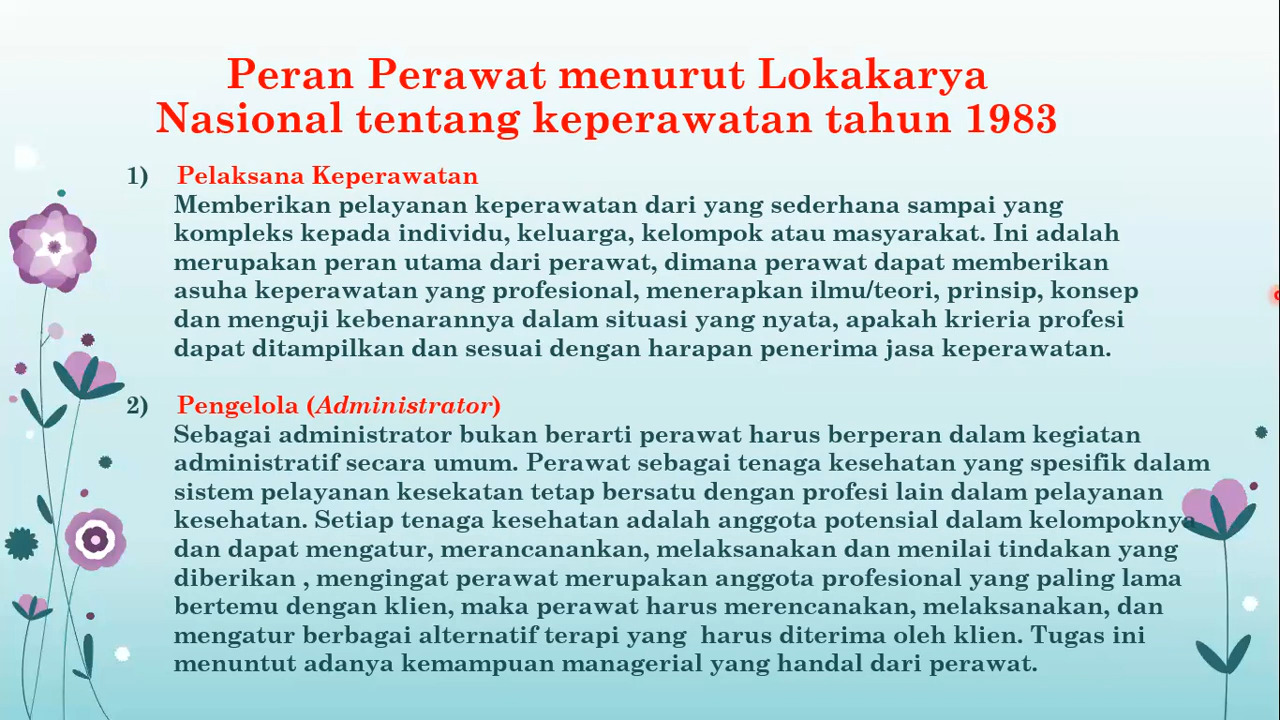 Peran Perawat menurut Lokakarya
Nasional tentang keperawatan tahun 1983
1) Pelaksana Keperawatan
Memberikan pelayanan keperawatan dari yang sederhana sampai yang
kompleks kepada individu, keluarga, kelompok atau masyarakat. Ini adalah
merupakan peran utama dari perawat, dimana perawat dapat memberikan
asuha keperawatan yang profesional, menerapkan ilmu/teori, prinsip, konsep
dan menguji kebenarannya dalam situasi yang nyata, apakah krieria profesi
dapat ditampilkan dan sesuai dengan harapan penerima jasa keperawatan.
2) Pengelola (Administrator)
Sebagai administrator bukan berarti perawat harus berperan dalam kegiatan
administratif secara umum. Perawat sebagai tenaga kesehatan yang spesifik dalam
sistem pelayanan kesekatan tetap bersatu dengan profesi lain dalam pelayanan
kesehatan. Setiap tenaga kesehatan adalah anggota potensial dalam kelompoknya
dan dapat mengatur, merancanankan, melaksanakan dan menilai tindakan yang
diberikan , mengingat perawat merupakan anggota profesional yang paling lama
bertemu dengan klien, maka perawat harus merencanakan, melaksanakan, dan
mengatur berbagai alternatif terapi yang  harus diterima oleh klien. Tugas ini
menuntut adanya kemampuan managerial yang handal dari perawat.